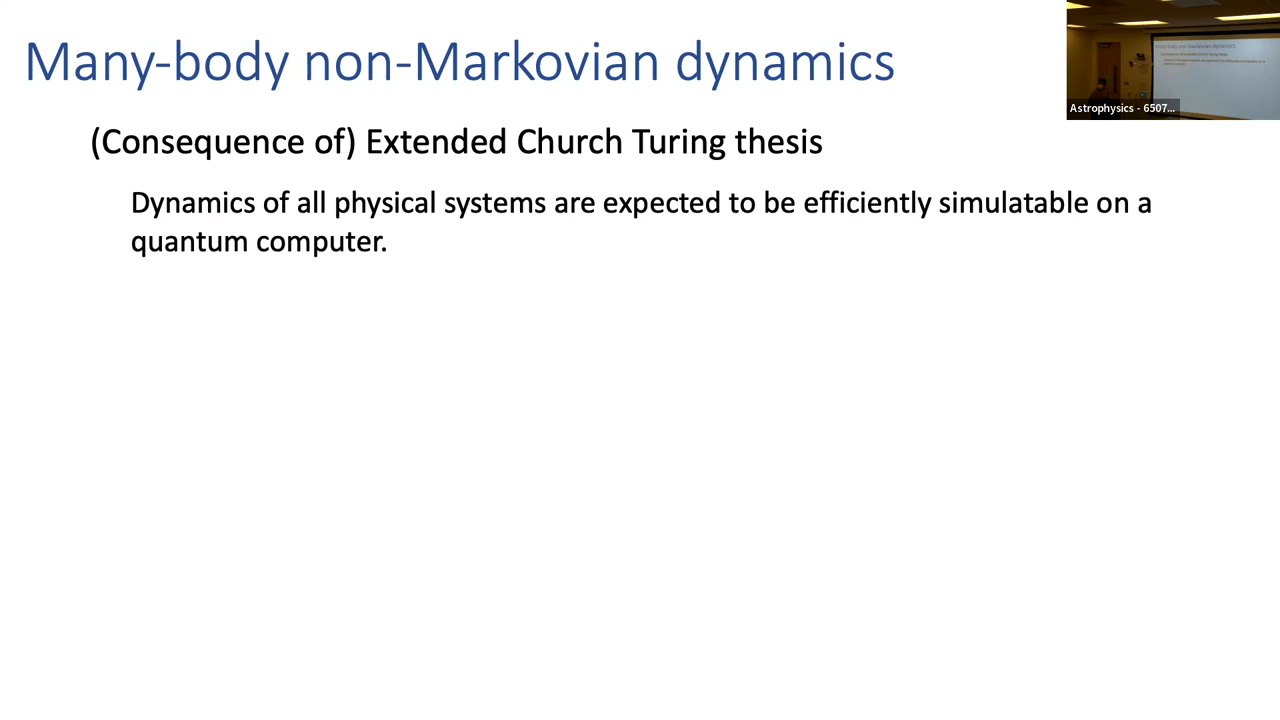 Many-body non-Markovian dynamics
(Consequence of) Extended Church Turing thesis
Dynamics of all physical systems are expected to be efficiently simulatable on a
quantum computer.
Astrophysics - 6507...